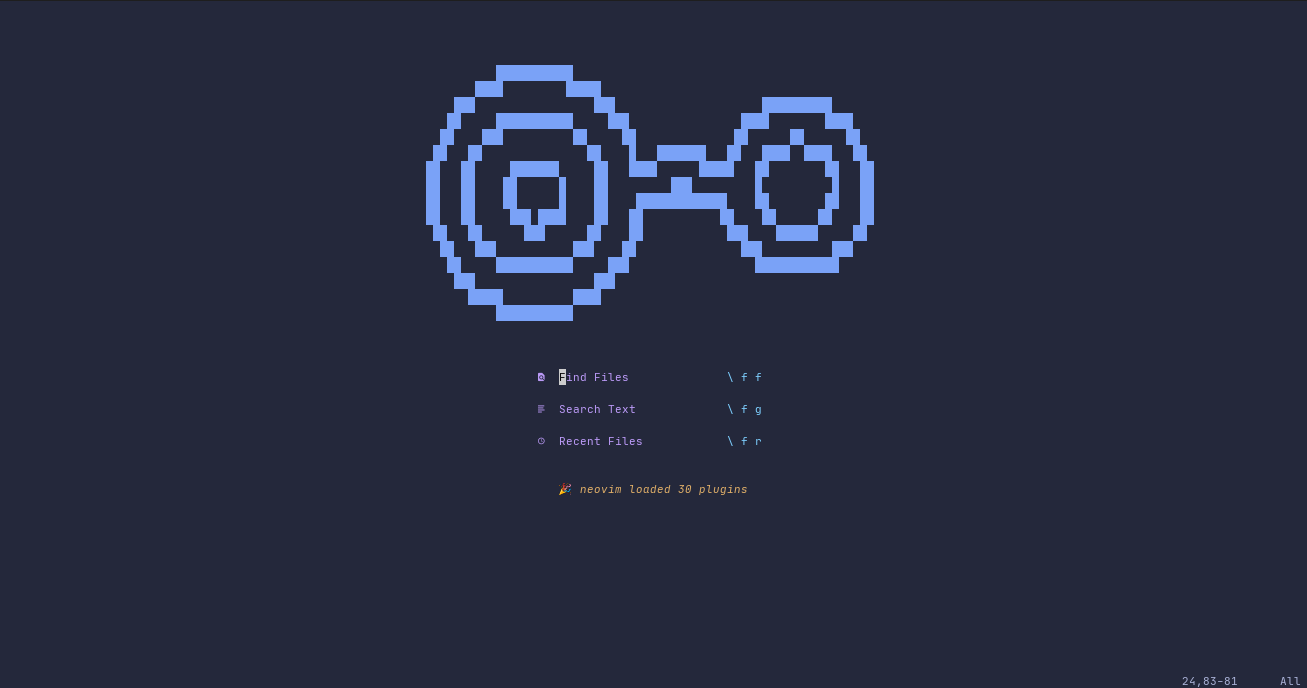 Find Files \ f f
Search Text \ f g
Recent Files \ f r
🎉 neovim loaded 30 plugins
24,83-81 All